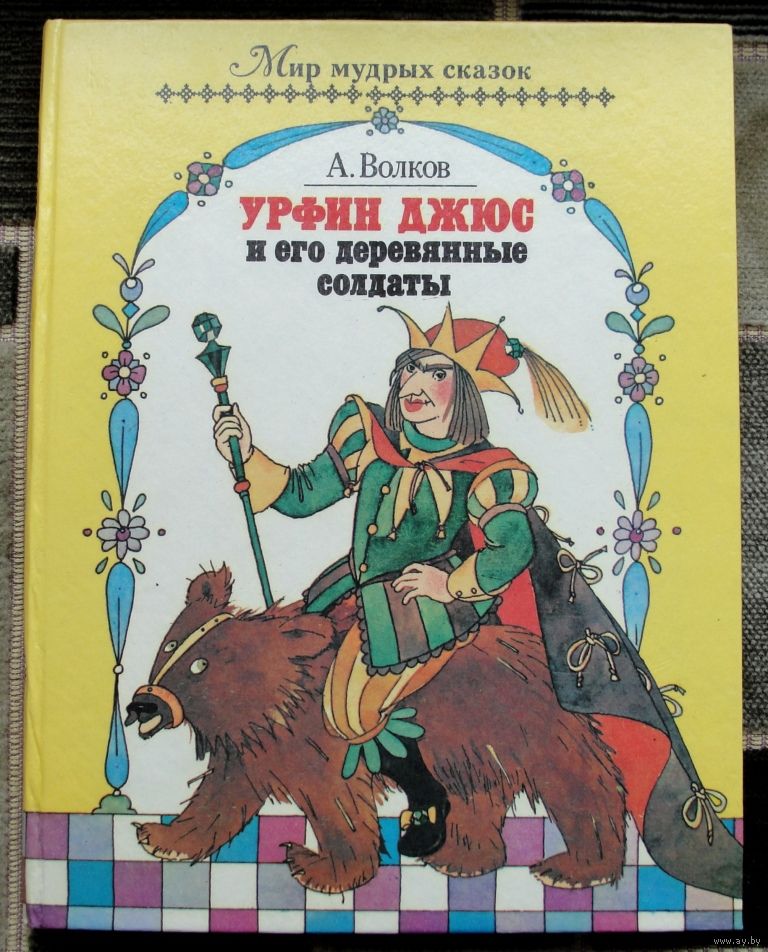 Мир мудрых сказок
А. Волков
УРФИН ДЖЮС
и его деревянные
солдаты
www.ay.by